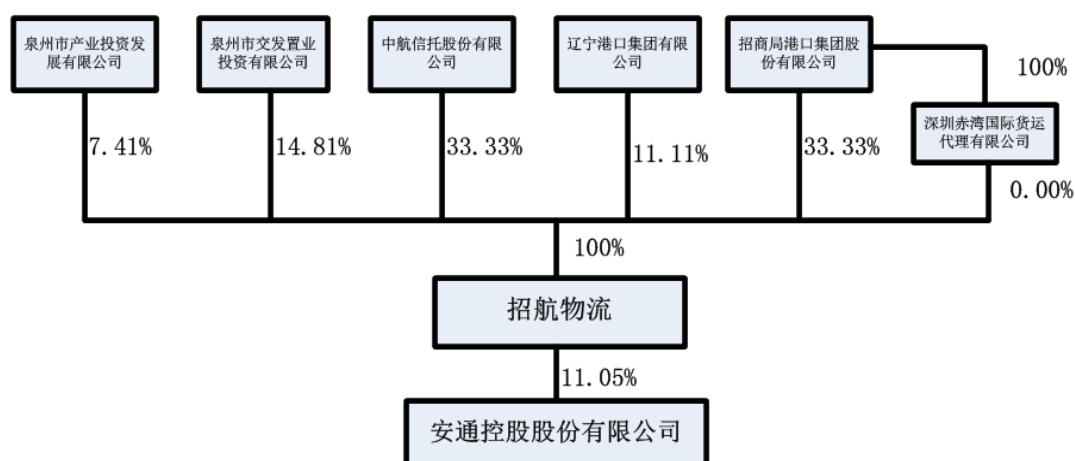 泉州市产业投资发
展有限公司
泉州市交发置业
投资有限公司
中航信托股份有限
公司
辽宁港口集团有限
公司
招商局港口集团股
份有限公司
100%
深圳赤湾国际货运
代理有限公司
7.41%
14.81%
33.33%
11.11%
33.33%
0.00%
100%
招航物流
11.05%
安通控股股份有限公司